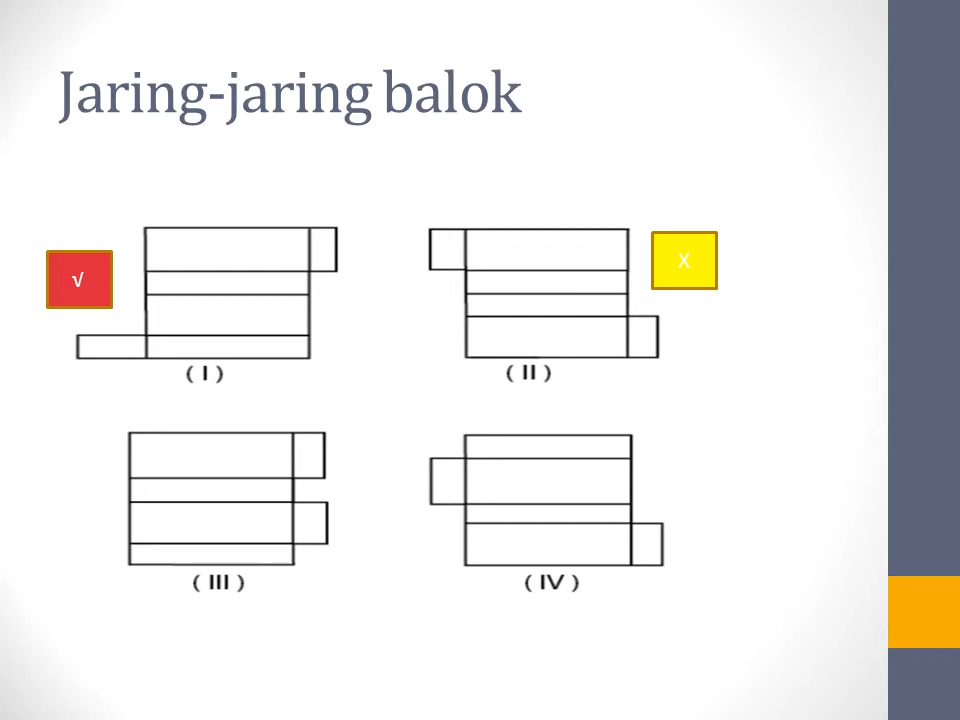 Jaring-jaring balok
√
X
( I )
( II )
( III )
( IV )